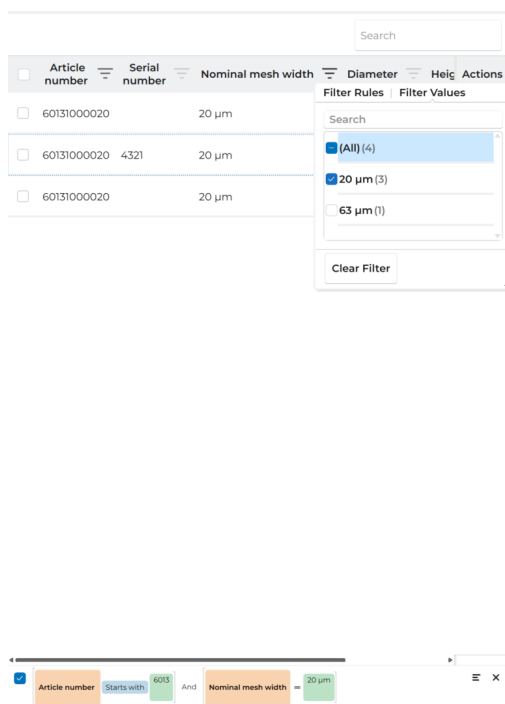 Search
Article number Serial number Nominal mesh width Diameter Heig Actions
Filter Rules Filter Values
60131000020 20 µm
Search
(All) (4)
60131000020 4321 20 µm
20 µm (3)
60131000020 20 µm
63 µm (1)
Clear Filter
Article number Starts with 6013 And Nominal mesh width = 20 µm